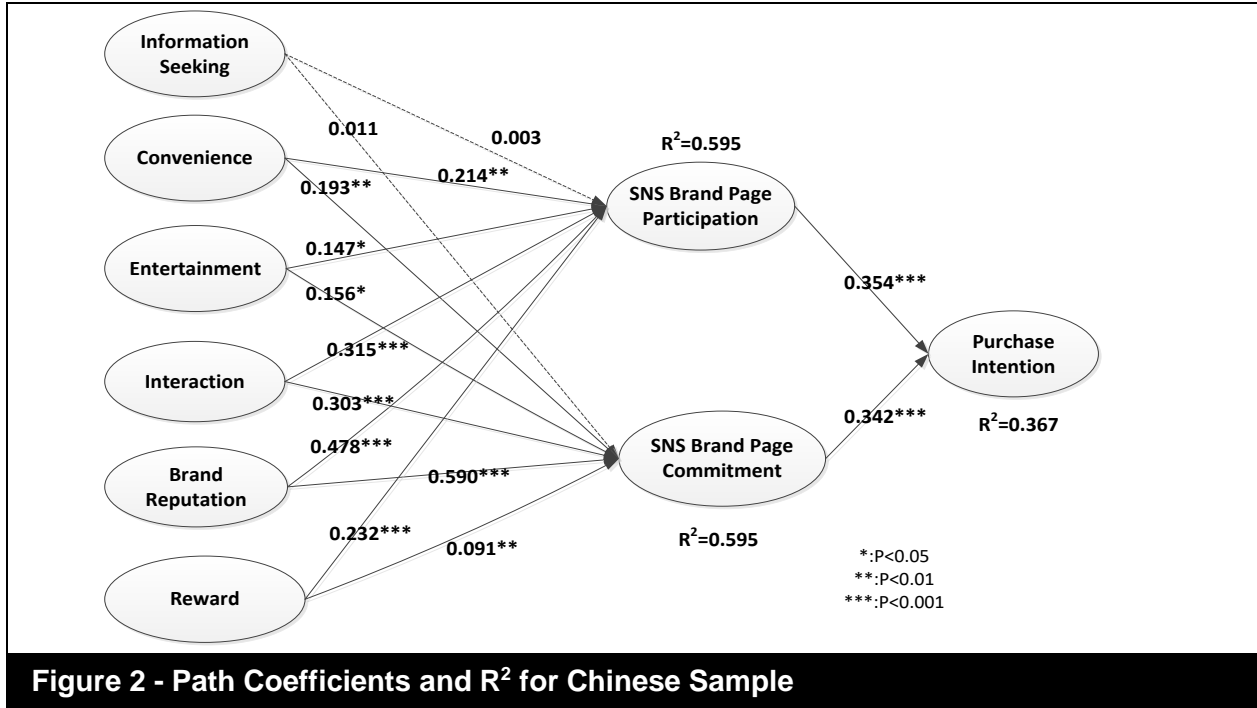 Information
Seeking
0.011
0.003
R²=0.595
Convenience
0.214**
0.193**
SNS Brand Page
Participation
0.147*
Entertainment
0.156*
0.354***
0.315***
Purchase
Intention
Interaction
0.303***
0.342***
R²=0.367
0.478***
SNS Brand Page
Commitment
Brand
Reputation
0.590***
0.232***
R²=0.595
0.091**
Reward
*:P<0.05
**:P<0.01
***:P<0.001
Figure 2 - Path Coefficients and R² for Chinese Sample